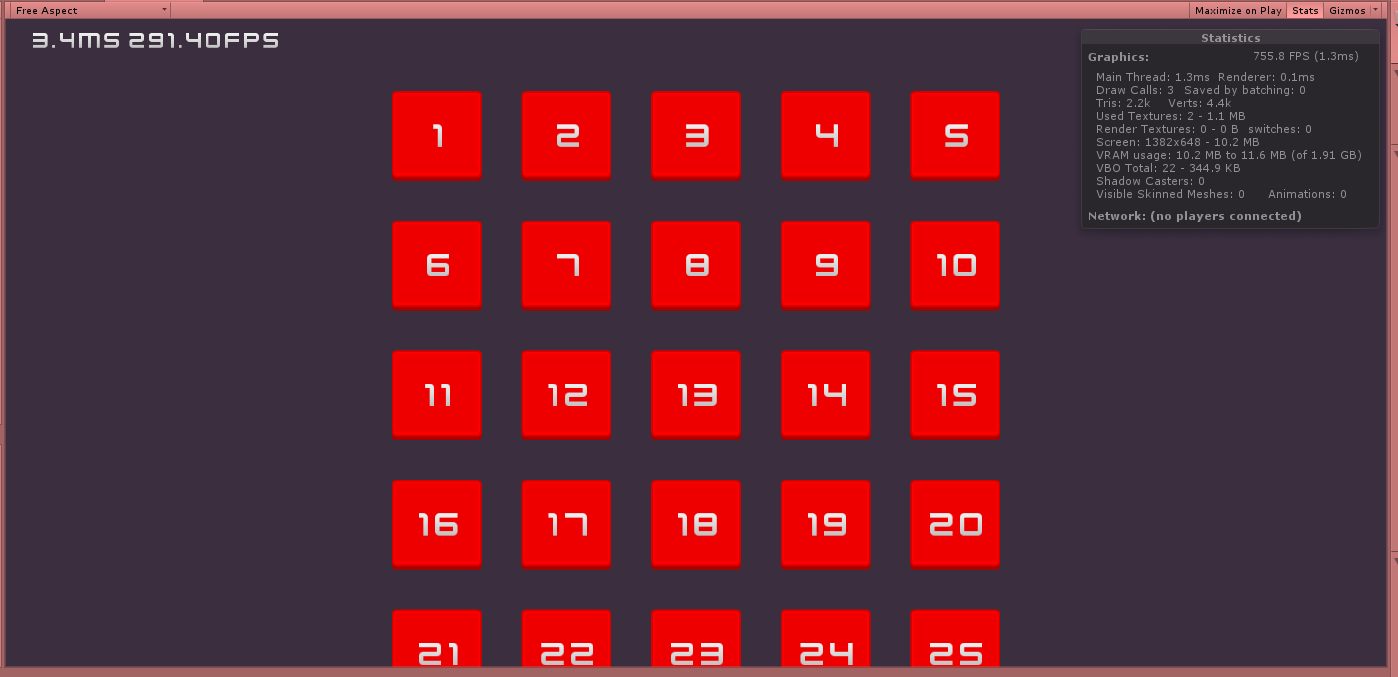 Free Aspect
Maximize on Play Stats Gizmos
3.4ms 291.40FPS
Statistics
Graphics: 755.8 FPS (1.3ms)
Main Thread: 1.3ms Renderer: 0.1ms
Draw Calls: 3 Saved by batching: 0
Tris: 2.2k Verts: 4.4k
Used Textures: 2 - 1.1 MB
Render Textures: 0 - 0 B switches: 0
Screen: 1382x648 - 10.2 MB
VRAM usage: 10.2 MB to 11.6 MB (of 1.91 GB)
VBO Total: 22 - 344.9 KB
Shadow Casters: 0
Visible Skinned Meshes: 0 Animations: 0
Network: (no players connected)
1 2 3 4 5
6 7 8 9 10
11 12 13 14 15
16 17 18 19 20
21 22 23 24 25